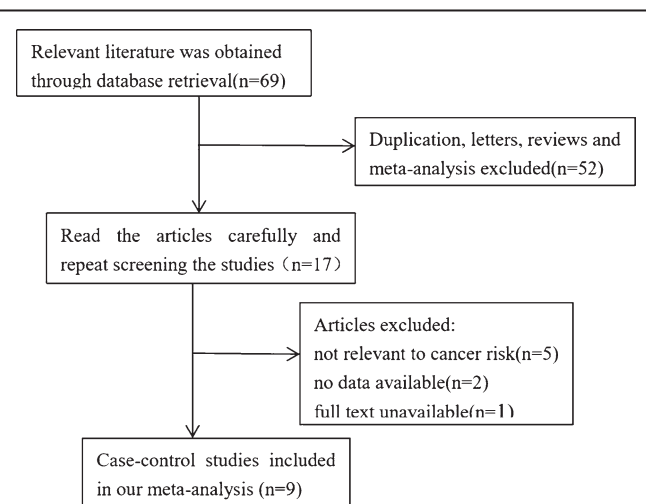 Relevant literature was obtained
through database retrieval(n=69)
Duplication, letters, reviews and
meta-analysis excluded(n=52)
Read the articles carefully and
repeat screening the studies（n=17）
Articles excluded:
not relevant to cancer risk(n=5)
no data available(n=2)
full text unavailable(n=1)
Case-control studies included
in our meta-analysis (n=9)